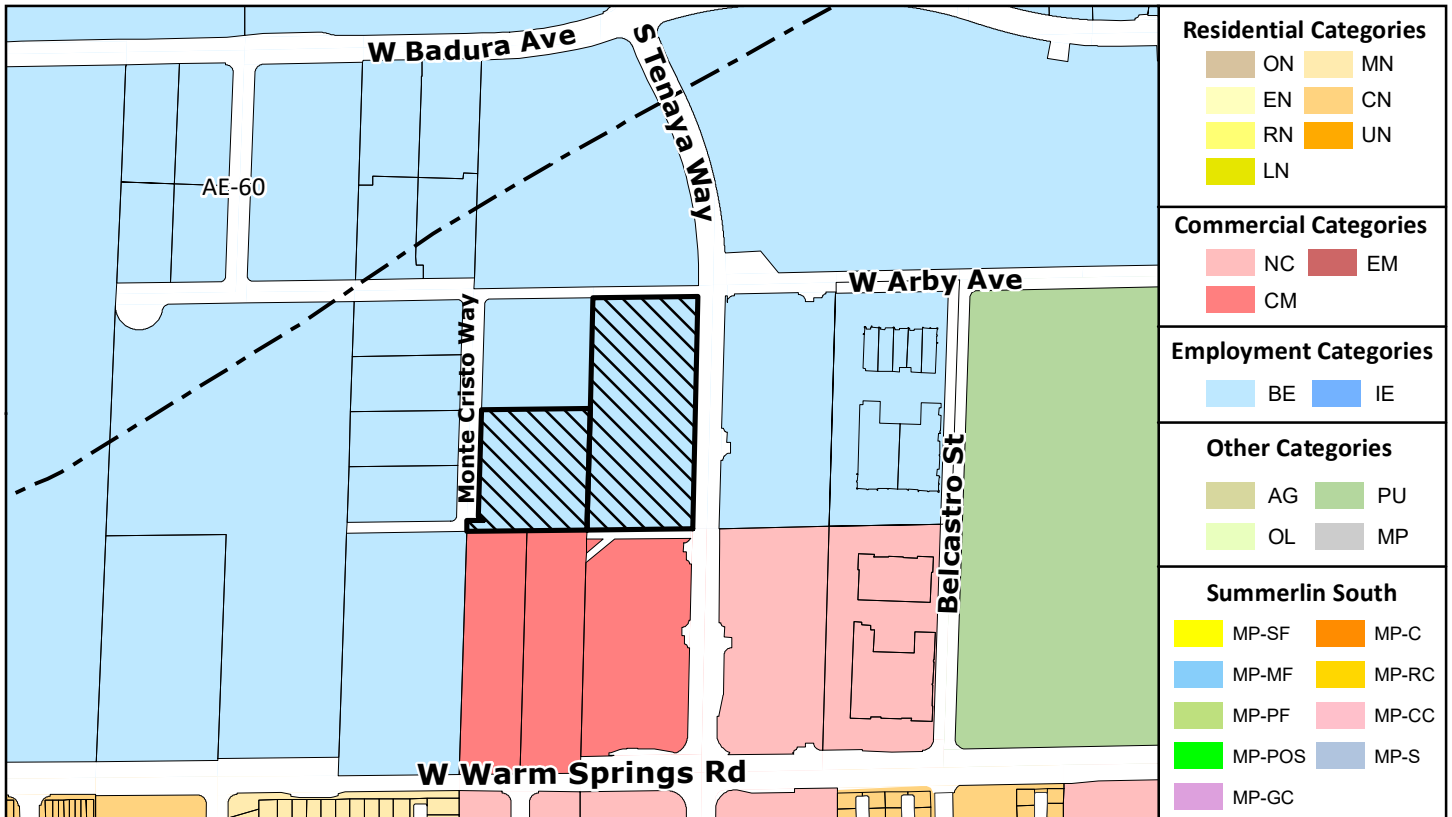 W Badura Ave
S Tenaya Way
AE-60
W Arby Ave
Monte Cristo Way
Belcastro St
W Warm Springs Rd
Residential Categories
ON MN
EN CN
RN UN
LN
Commercial Categories
NC EM
CM
Employment Categories
BE IE
Other Categories
AG PU
OL MP
Summerlin South
MP-SF MP-C
MP-MF MP-RC
MP-PF MP-CC
MP-POS MP-S
MP-GC